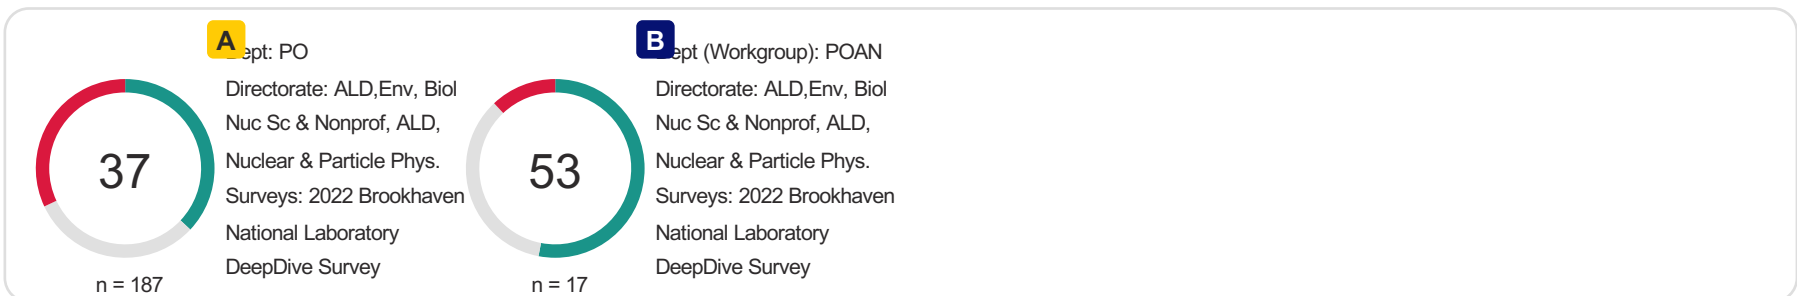 A
ept: PO
Directorate: ALD,Env, Biol
Nuc Sc & Nonprof, ALD,
Nuclear & Particle Phys.
Surveys: 2022 Brookhaven
National Laboratory
DeepDive Survey
37
n = 187
B
ept (Workgroup): POAN
Directorate: ALD,Env, Biol
Nuc Sc & Nonprof, ALD,
Nuclear & Particle Phys.
Surveys: 2022 Brookhaven
National Laboratory
DeepDive Survey
53
n = 17